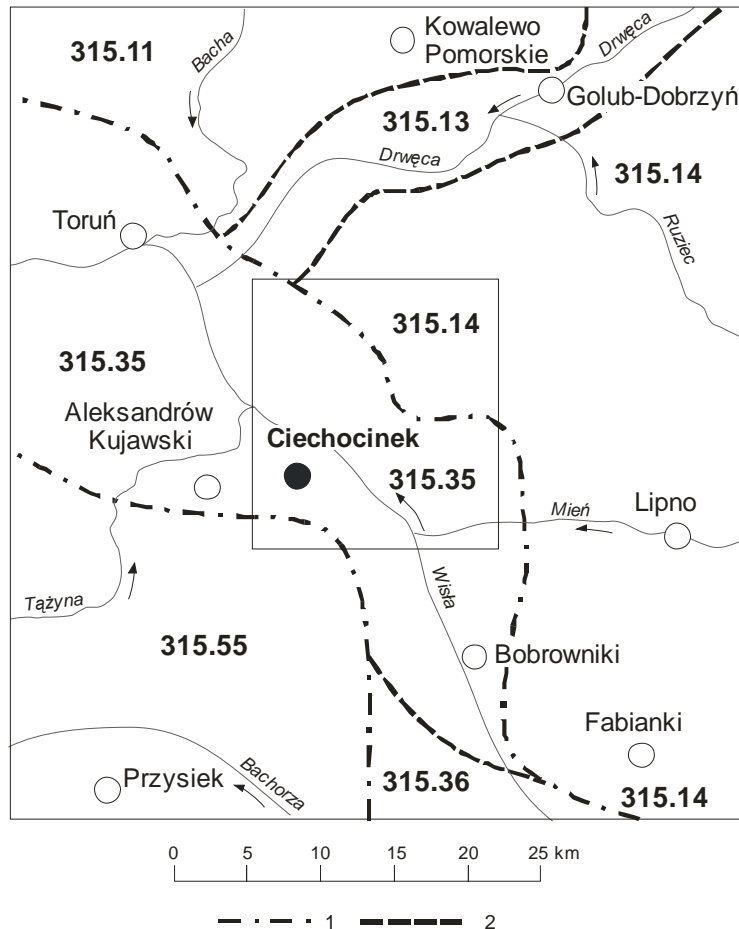 315.11
Bacha
Kowalewo
Pomorskie
Drwęca
Golub-Dobrzyń
315.13
Drwęca
315.14
Toruń
Ruziec
315.14
315.35
Aleksandrów
Kujawski
Ciechocinek
315.35
Mień
Lipno
Tążyna
Wisła
315.55
Bobrowniki
Fabianki
Przysiek
Bachorza
315.36
315.14
0 5 10 15 20 25 km
1 2